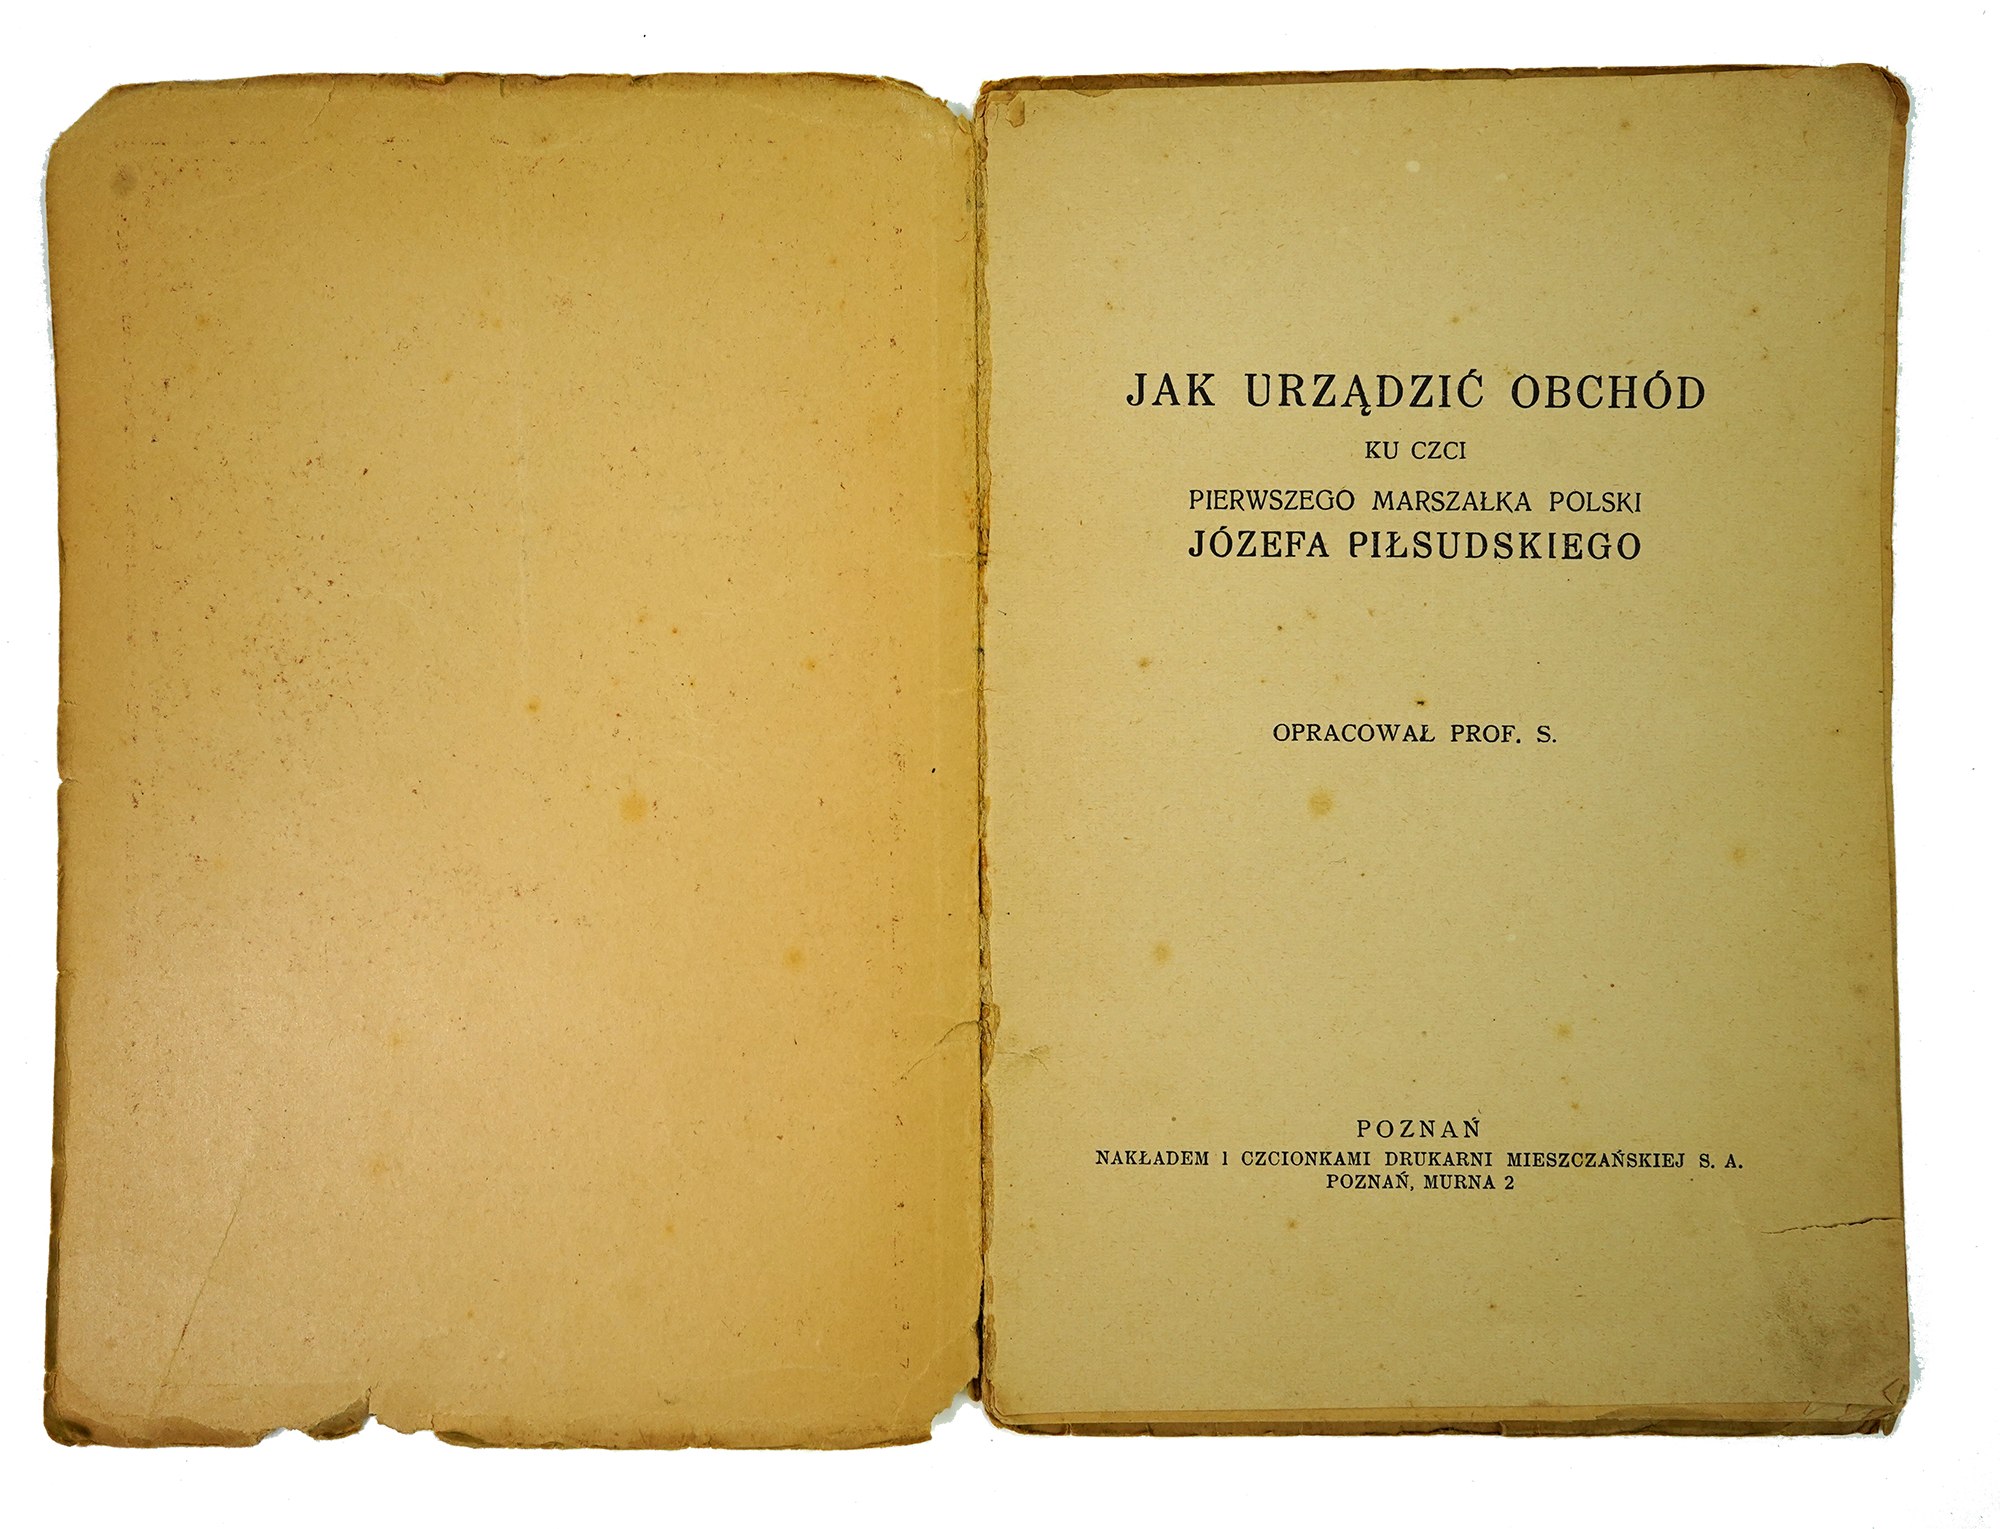 JAK URZĄDZIĆ OBCHÓD
KU CZCI
PIERWSZEGO MARSZAŁKA POLSKI
JÓZEFA PIŁSUDSKIEGO
OPRACOWAŁ PROF. S.
POZNAŃ
NAKŁADEM I CZCIONKAMI DRUKARNI MIESZCZAŃSKIEJ S. A.
POZNAŃ, MURNA 2